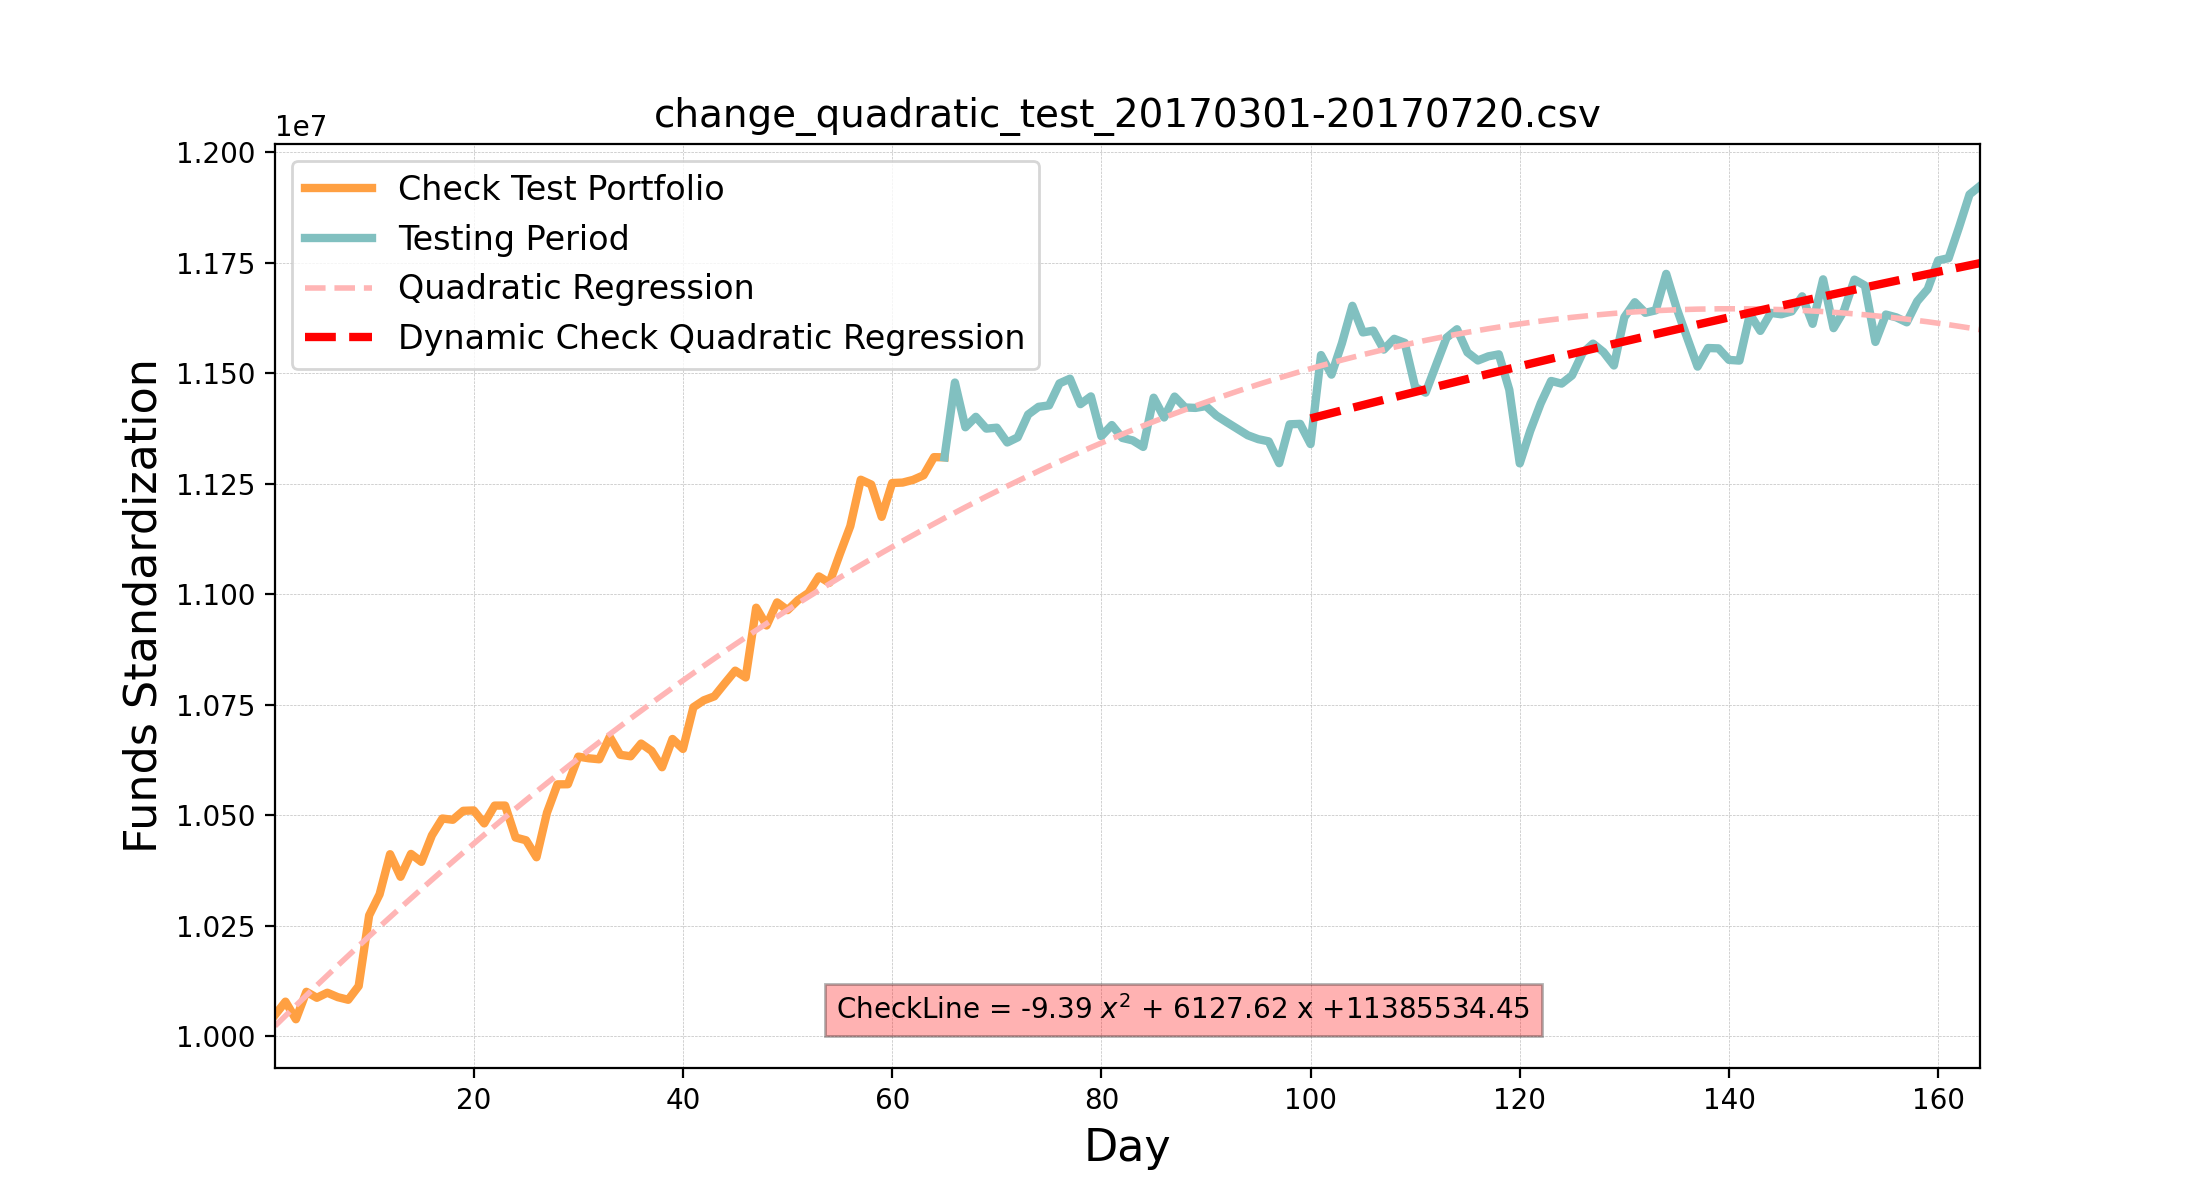 change_quadratic_test_20170301-20170720.csv
1e7
Check Test Portfolio
Testing Period
Quadratic Regression
Dynamic Check Quadratic Regression
1.200
1.175
1.150
1.125
1.100
1.075
1.050
1.025
1.000
Funds Standardization
CheckLine = -9.39 x² + 6127.62 x +11385534.45
20 40 60 80 100 120 140 160
Day